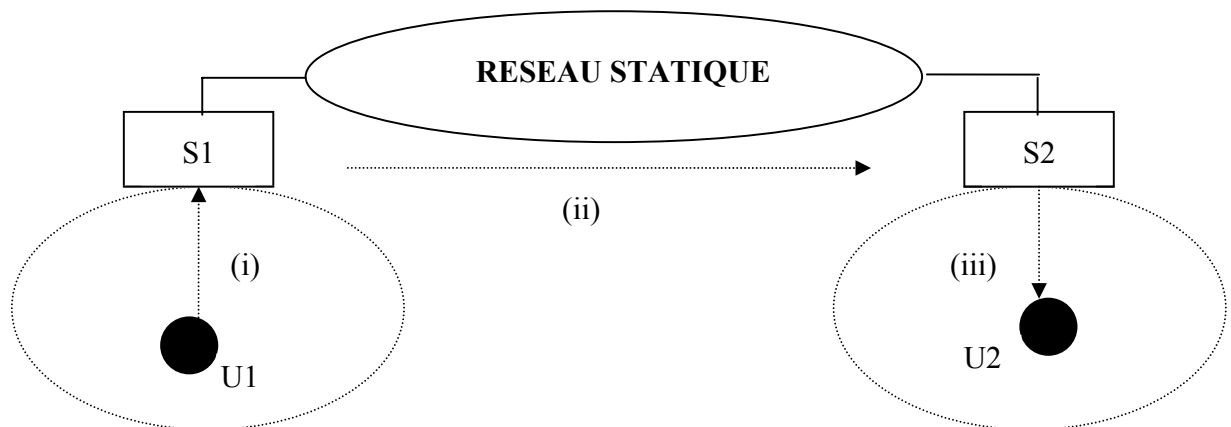 RESEAU STATIQUE
S1
S2
(ii)
(i)
(iii)
U1
U2